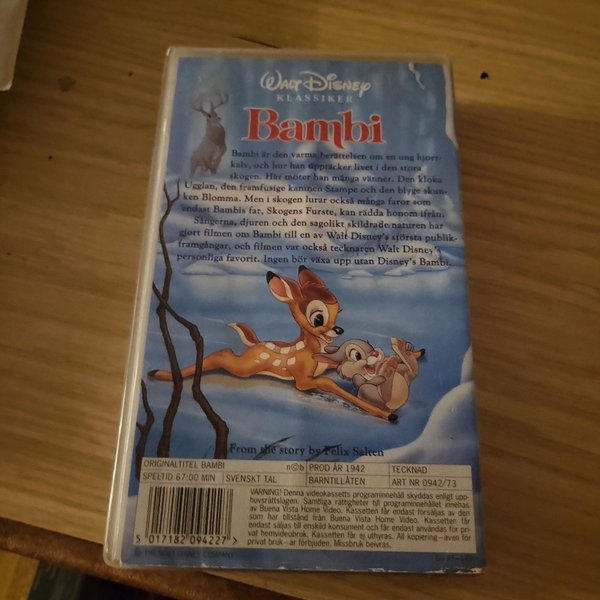 WALT DISNEY
KLASSIKER
Bambi
Bambi är den varma berättelsen om en ung hjort-
kalv, och hur han upptäcker livet i den stora
skogen. Här möter han många vänner. Den kloka
Ugglan, den framfusige kaninen Stampe och den blyge skun-
ken Blomma. Men i skogen lurar också många faror som
endast Bambis far, Skogens Furste, kan rädda honom ifrån.
Sångerna, djuren och den sagolikt skildrade naturen har
gjort filmen om Bambi till en av Walt Disney's största publik-
framgångar, och filmen var också tecknaren Walt Disney's
personliga favorit. Ingen bör växa upp utan Disney's Bambi.
From the story by Felix Salten
ORIGINALTITEL BAMBI n©b PROD ÅR 1942 TECKNAD
SPELTID 67:00 MIN SVENSKT TAL BARNTILLÅTEN ART NR 0942/73
VARNING! Denna videokassetts programinnehåll skyddas enligt upp-
hovsrättslagen. Samtliga rättigheter till programinnehållet innehas
av Buena Vista Home Video. Kassetten får endast försäljas av den
som har tillstånd från Buena Vista Home Video. Kassetten får
endast säljas till enskild konsument och får endast användas för pri-
vat hemvideobruk. Kassetten får ej uthyras. All kopiering – även för
privat bruk – är förbjuden. Missbruk beivras.
5 017182 094227 >
© THE WALT DISNEY COMPANY